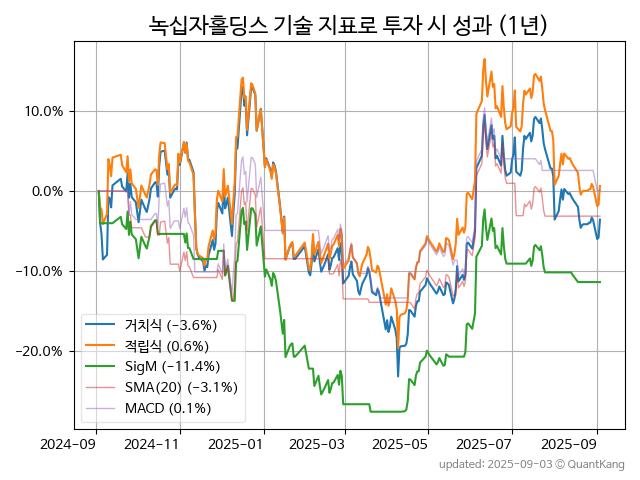 녹십자홀딩스 기술 지표로 투자 시 성과 (1년)
10.0%
0.0%
−10.0%
−20.0%
거치식 (−3.6%)
적립식 (0.6%)
SigM (−11.4%)
SMA(20) (−3.1%)
MACD (0.1%)
2024−09 2024−11 2025−01 2025−03 2025−05 2025−07 2025−09
updated: 2025−09−03 © QuantKang